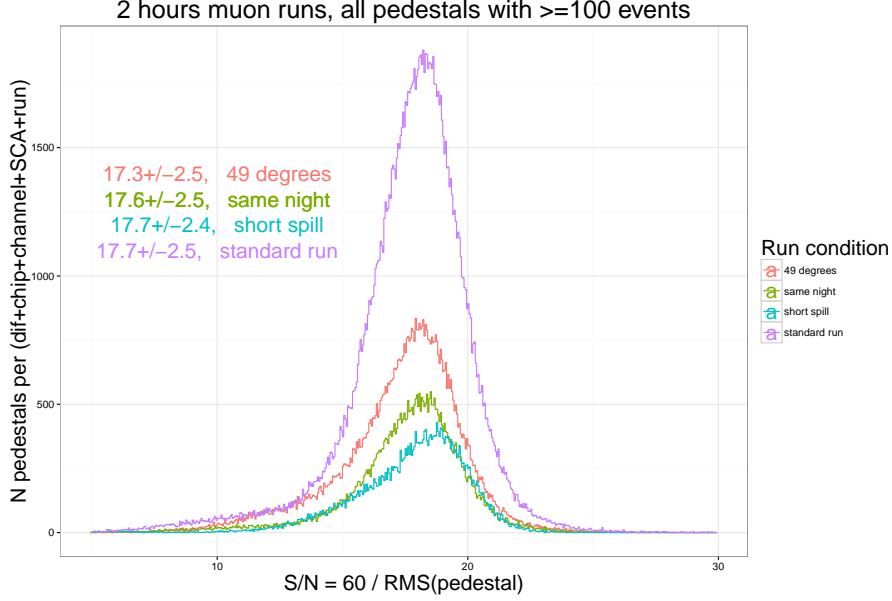 2 hours muon runs, all pedestals with >=100 events
N pedestals per (dif+chip+channel+SCA+run)
1500
1000
500
0
17.3+/−2.5, 49 degrees
17.6+/−2.5, same night
17.7+/−2.4, short spill
17.7+/−2.5, standard run
10
20
30
S/N = 60 / RMS(pedestal)
Run condition
a 49 degrees
a same night
a short spill
a standard run